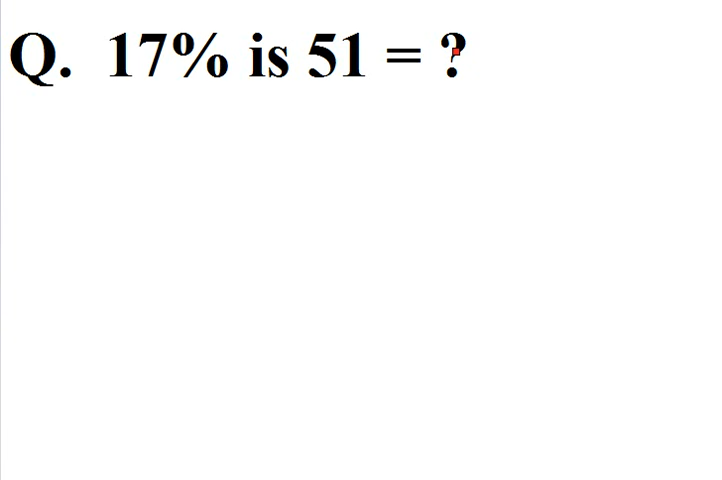 Q. 17% is 51 = ?